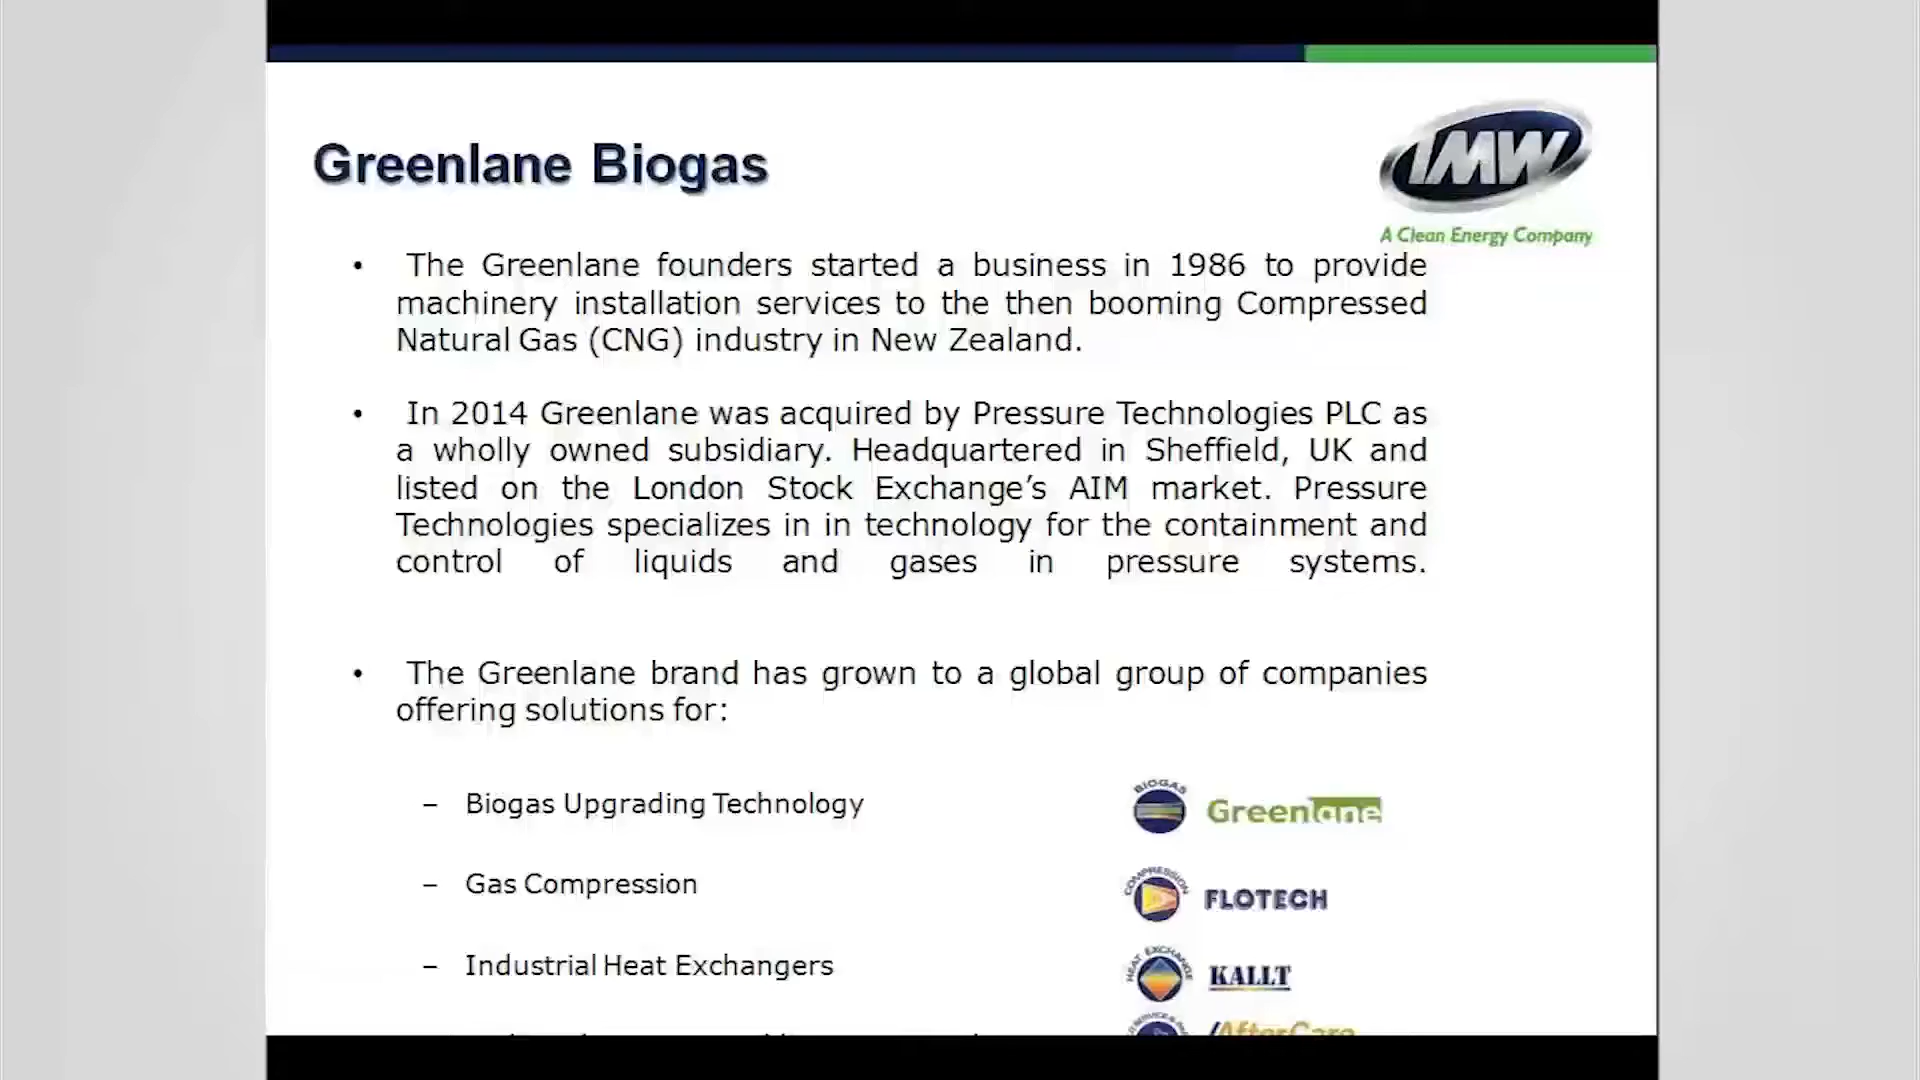 IMW
A Clean Energy Company
Greenlane Biogas
• The Greenlane founders started a business in 1986 to provide
machinery installation services to the then booming Compressed
Natural Gas (CNG) industry in New Zealand.
• In 2014 Greenlane was acquired by Pressure Technologies PLC as
a wholly owned subsidiary. Headquartered in Sheffield, UK and
listed on the London Stock Exchange’s AIM market. Pressure
Technologies specializes in in technology for the containment and
control of liquids and gases in pressure systems.
• The Greenlane brand has grown to a global group of companies
offering solutions for:
– Biogas Upgrading Technology
BIOGAS
Greenlane
– Gas Compression
COMPRESSION
FLOTECH
– Industrial Heat Exchangers
HEAT EXCHANGE
KALLT
AfterCare